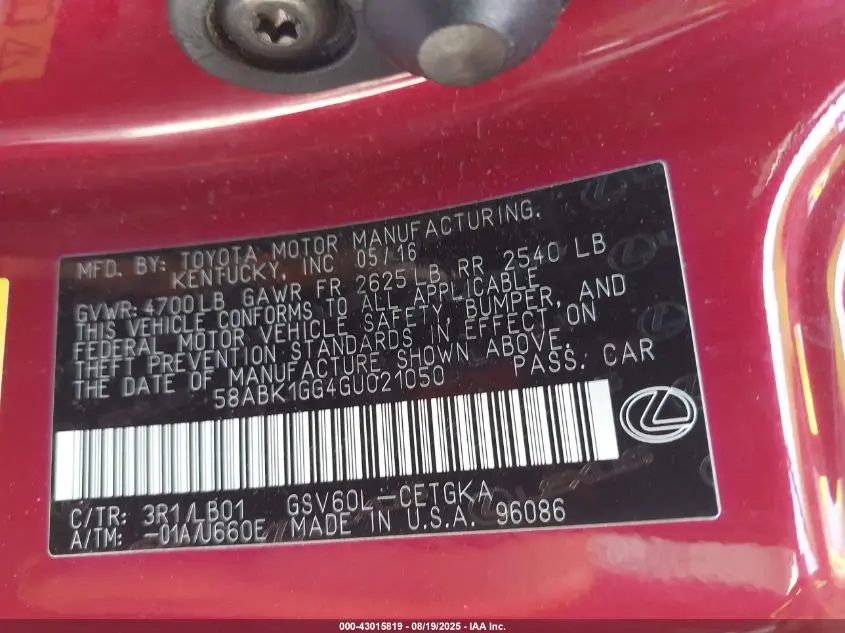 MFD. BY: TOYOTA MOTOR MANUFACTURING.
KENTUCKY, INC 05/16
GVWR: 4700LB GAWR FR 2625 LB RR 2540 LB
THIS VEHICLE CONFORMS TO ALL APPLICABLE
FEDERAL MOTOR VEHICLE SAFETY, BUMPER, AND
THEFT PREVENTION STANDARDS IN EFFECT ON
THE DATE OF MANUFACTURE SHOWN ABOVE.
58ABK1GG4GU021050 PASS. CAR
C/TR: 3R1/LB01 GSV60L-CETGKA
A/TM: -01A/U660E MADE IN U.S.A. 96086
000-43015819 - 08/19/2025 - IAA Inc.